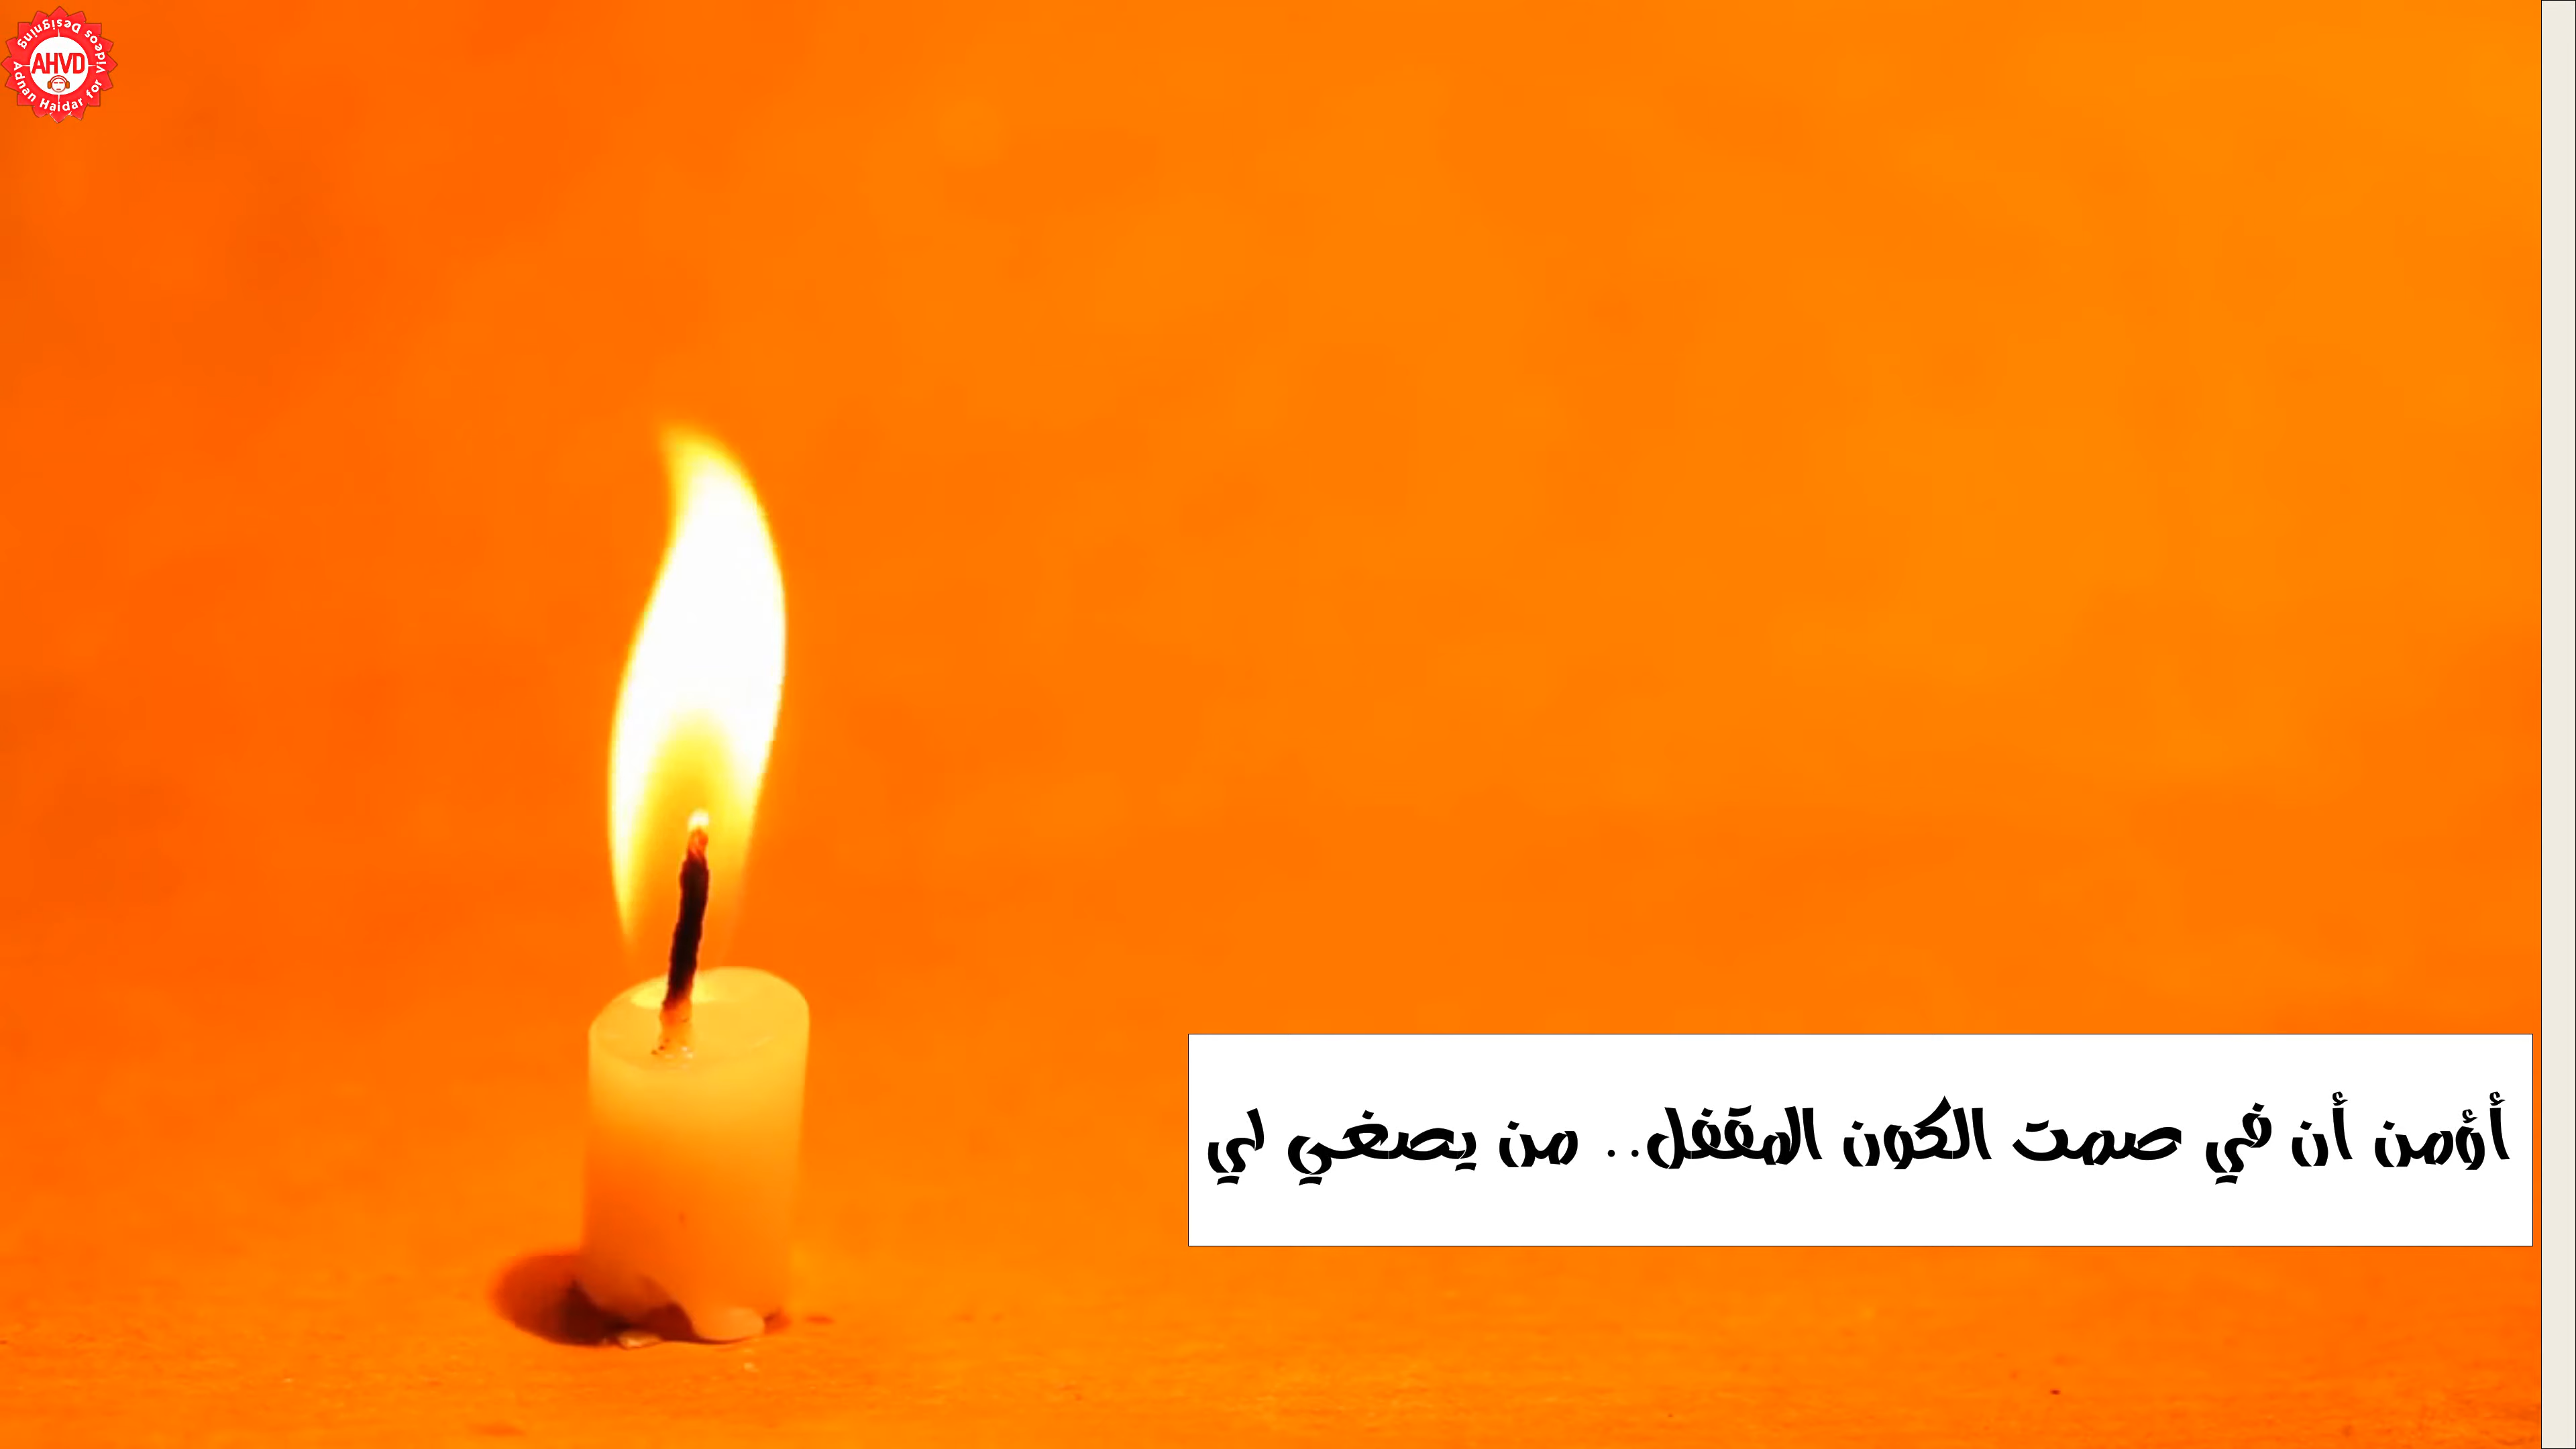 AHVD
Adnan Haidar for Videos Designing
أؤمن أن في صمت الكون المقفل.. من يصغي لي